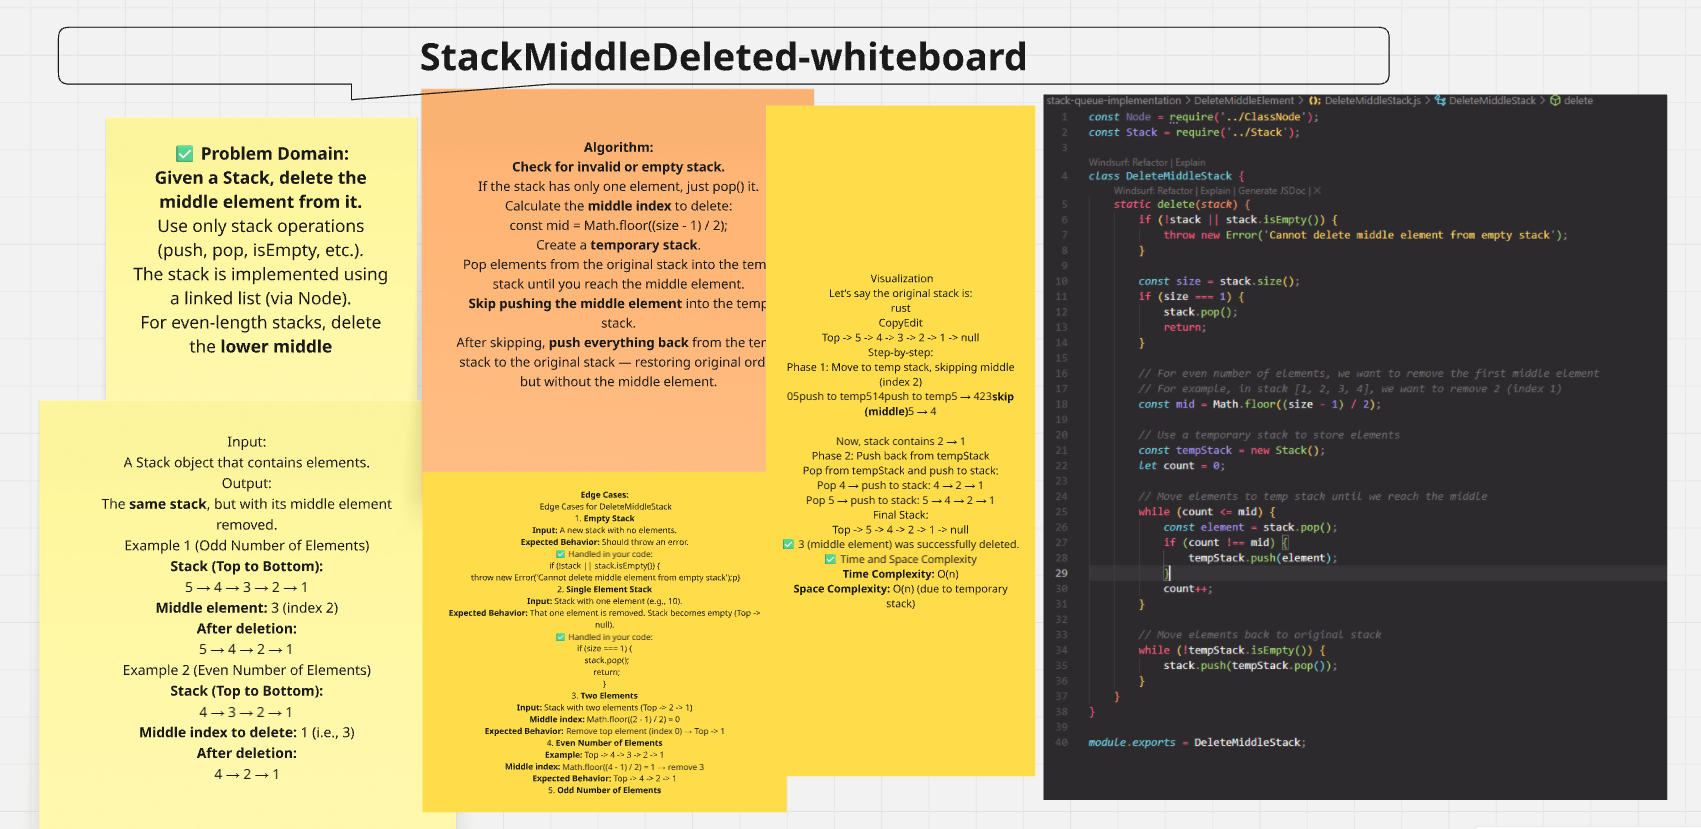 StackMiddleDeleted-whiteboard
✅ Problem Domain:
Given a Stack, delete the
middle element from it.
Use only stack operations
(push, pop, isEmpty, etc.).
The stack is implemented using
a linked list (via Node).
For even-length stacks, delete
the lower middle
Input:
A Stack object that contains elements.
Output:
The same stack, but with its middle element
removed.
Example 1 (Odd Number of Elements)
Stack (Top to Bottom):
5 → 4 → 3 → 2 → 1
Middle element: 3 (index 2)
After deletion:
5 → 4 → 2 → 1
Example 2 (Even Number of Elements)
Stack (Top to Bottom):
4 → 3 → 2 → 1
Middle index to delete: 1 (i.e., 3)
After deletion:
4 → 2 → 1
Algorithm:
Check for invalid or empty stack.
If the stack has only one element, just pop() it.
Calculate the middle index to delete:
const mid = Math.floor((size - 1) / 2);
Create a temporary stack.
Pop elements from the original stack into the tem
stack until you reach the middle element.
Skip pushing the middle element into the temp
stack.
After skipping, push everything back from the ter
stack to the original stack — restoring original ord
but without the middle element.
Edge Cases:
Edge Cases for DeleteMiddleStack
1. Empty Stack
Input: A new stack with no elements.
Expected Behavior: Should throw an error.
✅ Handled in your code:
if (!stack || stack.isEmpty()) {
throw new Error('Cannot delete middle element from empty stack');p}
2. Single Element Stack
Input: Stack with one element (e.g., 10).
Expected Behavior: That one element is removed. Stack becomes empty (Top ->
null).
✅ Handled in your code:
if (size === 1) {
stack.pop();
return;
}
3. Two Elements
Input: Stack with two elements (Top -> 2 -> 1)
Middle index: Math.floor((2 - 1) / 2) = 0
Expected Behavior: Remove top element (index 0) → Top -> 1
4. Even Number of Elements
Example: Top -> 4 -> 3 -> 2 -> 1
Middle index: Math.floor((4 - 1) / 2) = 1 → remove 3
Expected Behavior: Top -> 4 -> 2 -> 1
5. Odd Number of Elements
Visualization
Let's say the original stack is:
rust
CopyEdit
Top -> 5 -> 4 -> 3 -> 2 -> 1 -> null
Step-by-step:
Phase 1: Move to temp stack, skipping middle
(index 2)
05push to temp514push to temp5 → 423skip
(middle)5 → 4
Now, stack contains 2 → 1
Phase 2: Push back from tempStack
Pop from tempStack and push to stack:
Pop 4 → push to stack: 4 → 2 → 1
Pop 5 → push to stack: 5 → 4 → 2 → 1
Final Stack:
Top -> 5 -> 4 -> 2 -> 1 -> null
✅ 3 (middle element) was successfully deleted.
✅ Time and Space Complexity
Time Complexity: O(n)
Space Complexity: O(n) (due to temporary
stack)
stack-queue-implementation > DeleteMiddleElement > DeleteMiddleStack.js > DeleteMiddleStack > delete
1 const Node = require('../ClassNode');
2 const Stack = require('../Stack');
3
Windsurf: Refactor | Explain
4 class DeleteMiddleStack {
Windsurf: Refactor | Explain | Generate JSDoc | X
5 static delete(stack) {
6 if (!stack || stack.isEmpty()) {
7 throw new Error('Cannot delete middle element from empty stack');
8 }
9
10 const size = stack.size();
11 if (size === 1) {
12 stack.pop();
13 return;
14 }
15
16 // For even number of elements, we want to remove the first middle element
17 // For example, in stack [1, 2, 3, 4], we want to remove 2 (index 1)
18 const mid = Math.floor((size - 1) / 2);
19
20 // Use a temporary stack to store elements
21 const tempStack = new Stack();
22 let count = 0;
23
24 // Move elements to temp stack until we reach the middle
25 while (count <= mid) {
26 const element = stack.pop();
27 if (count !== mid) {
28 tempStack.push(element);
29 }
30 count++;
31 }
32
33 // Move elements back to original stack
34 while (!tempStack.isEmpty()) {
35 stack.push(tempStack.pop());
36 }
37 }
38 }
39
40 module.exports = DeleteMiddleStack;